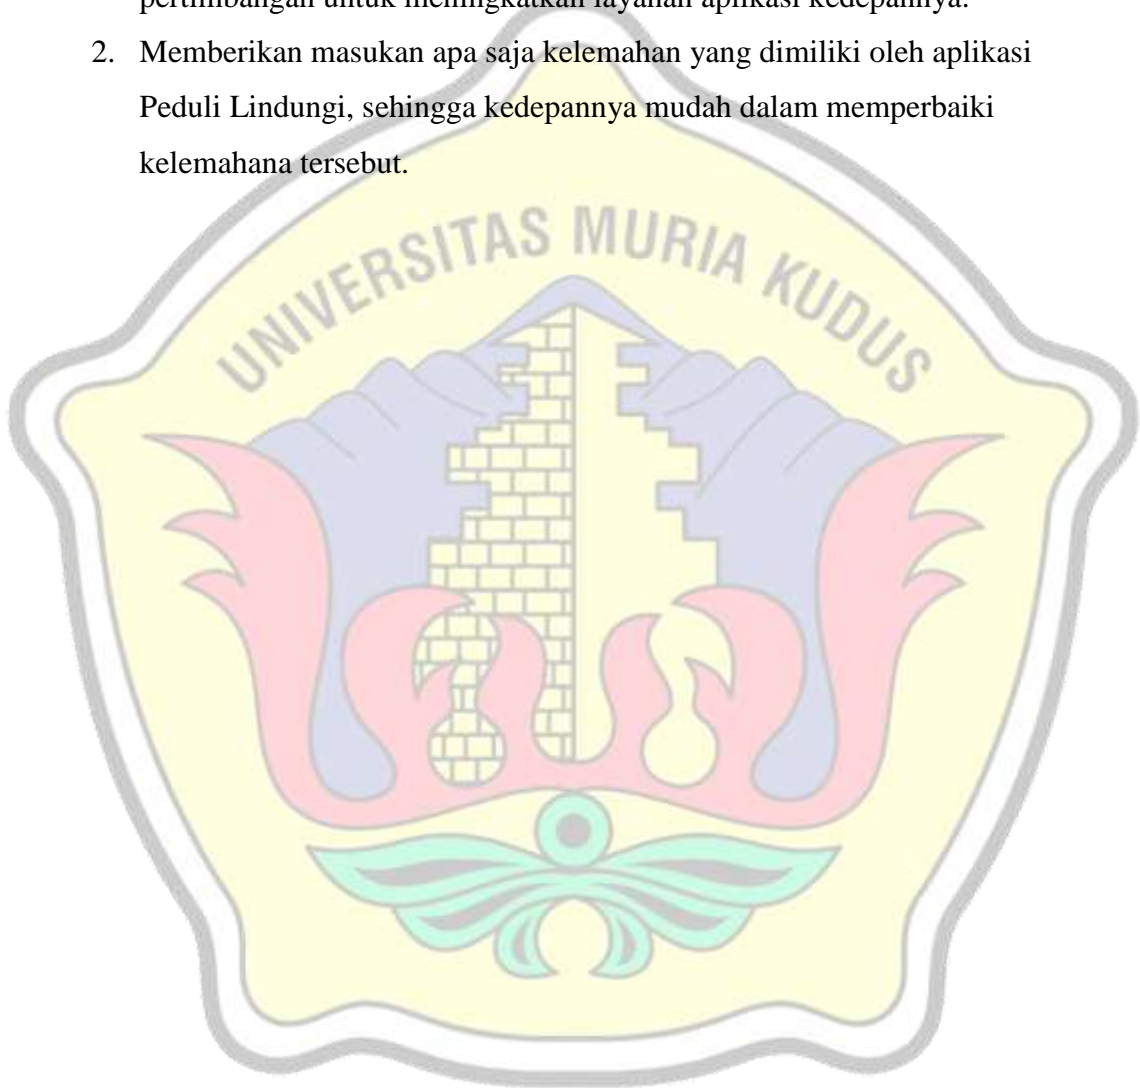 pertimbangan untuk meningkatkan layanan aplikasi kedepannya.
2. Memberikan masukan apa saja kelemahan yang dimiliki oleh aplikasi
Peduli Lindungi, sehingga kedepannya mudah dalam memperbaiki
kelemahana tersebut.
UNIVERSITAS MURIA KUDUS